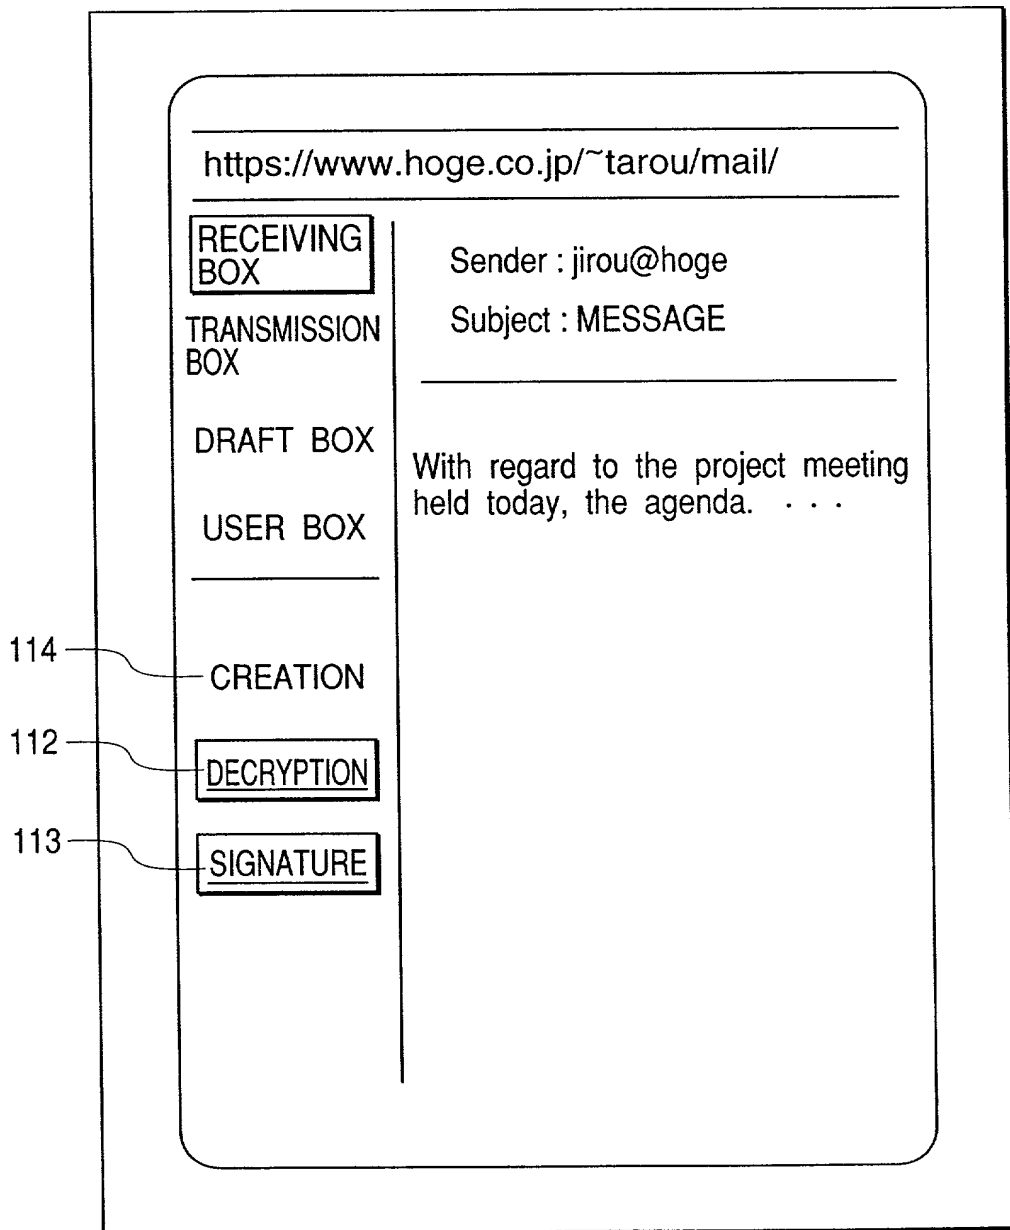 https://www.hoge.co.jp/~tarou/mail/
RECEIVING
BOX
TRANSMISSION
BOX
DRAFT BOX
USER BOX
114
CREATION
112
DECRYPTION
113
SIGNATURE
Sender : jirou@hoge
Subject : MESSAGE
With regard to the project meeting
held today, the agenda. · · ·